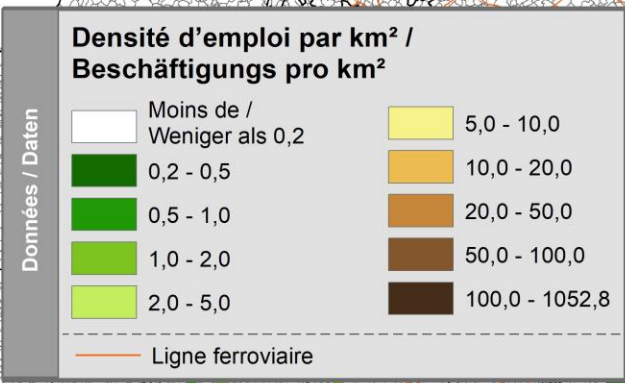 Données / Daten
Densité d’emploi par km² /
Beschäftigungs pro km²
Moins de /
Weniger als 0,2
0,2 - 0,5
0,5 - 1,0
1,0 - 2,0
2,0 - 5,0
5,0 - 10,0
10,0 - 20,0
20,0 - 50,0
50,0 - 100,0
100,0 - 1052,8
Ligne ferroviaire